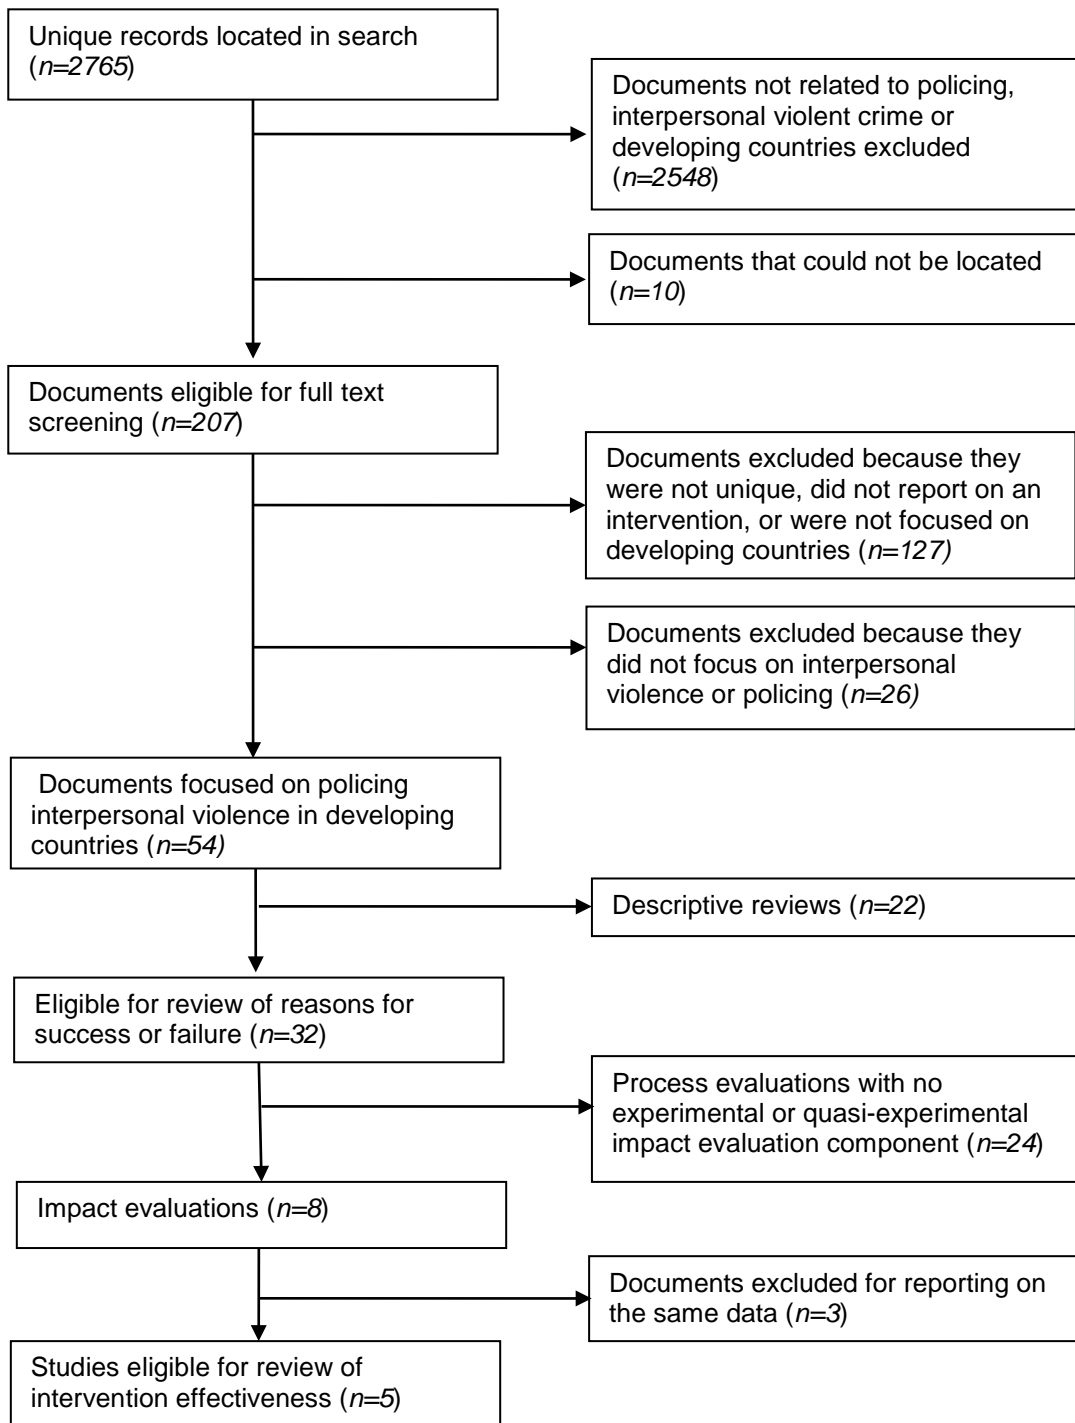 Unique records located in search
(n=2765)
Documents not related to policing,
interpersonal violent crime or
developing countries excluded
(n=2548)
Documents that could not be located
(n=10)
Documents eligible for full text
screening (n=207)
Documents excluded because they
were not unique, did not report on an
intervention, or were not focused on
developing countries (n=127)
Documents excluded because they
did not focus on interpersonal
violence or policing (n=26)
Documents focused on policing
interpersonal violence in developing
countries (n=54)
Descriptive reviews (n=22)
Eligible for review of reasons for
success or failure (n=32)
Process evaluations with no
experimental or quasi-experimental
impact evaluation component (n=24)
Impact evaluations (n=8)
Documents excluded for reporting on
the same data (n=3)
Studies eligible for review of
intervention effectiveness (n=5)